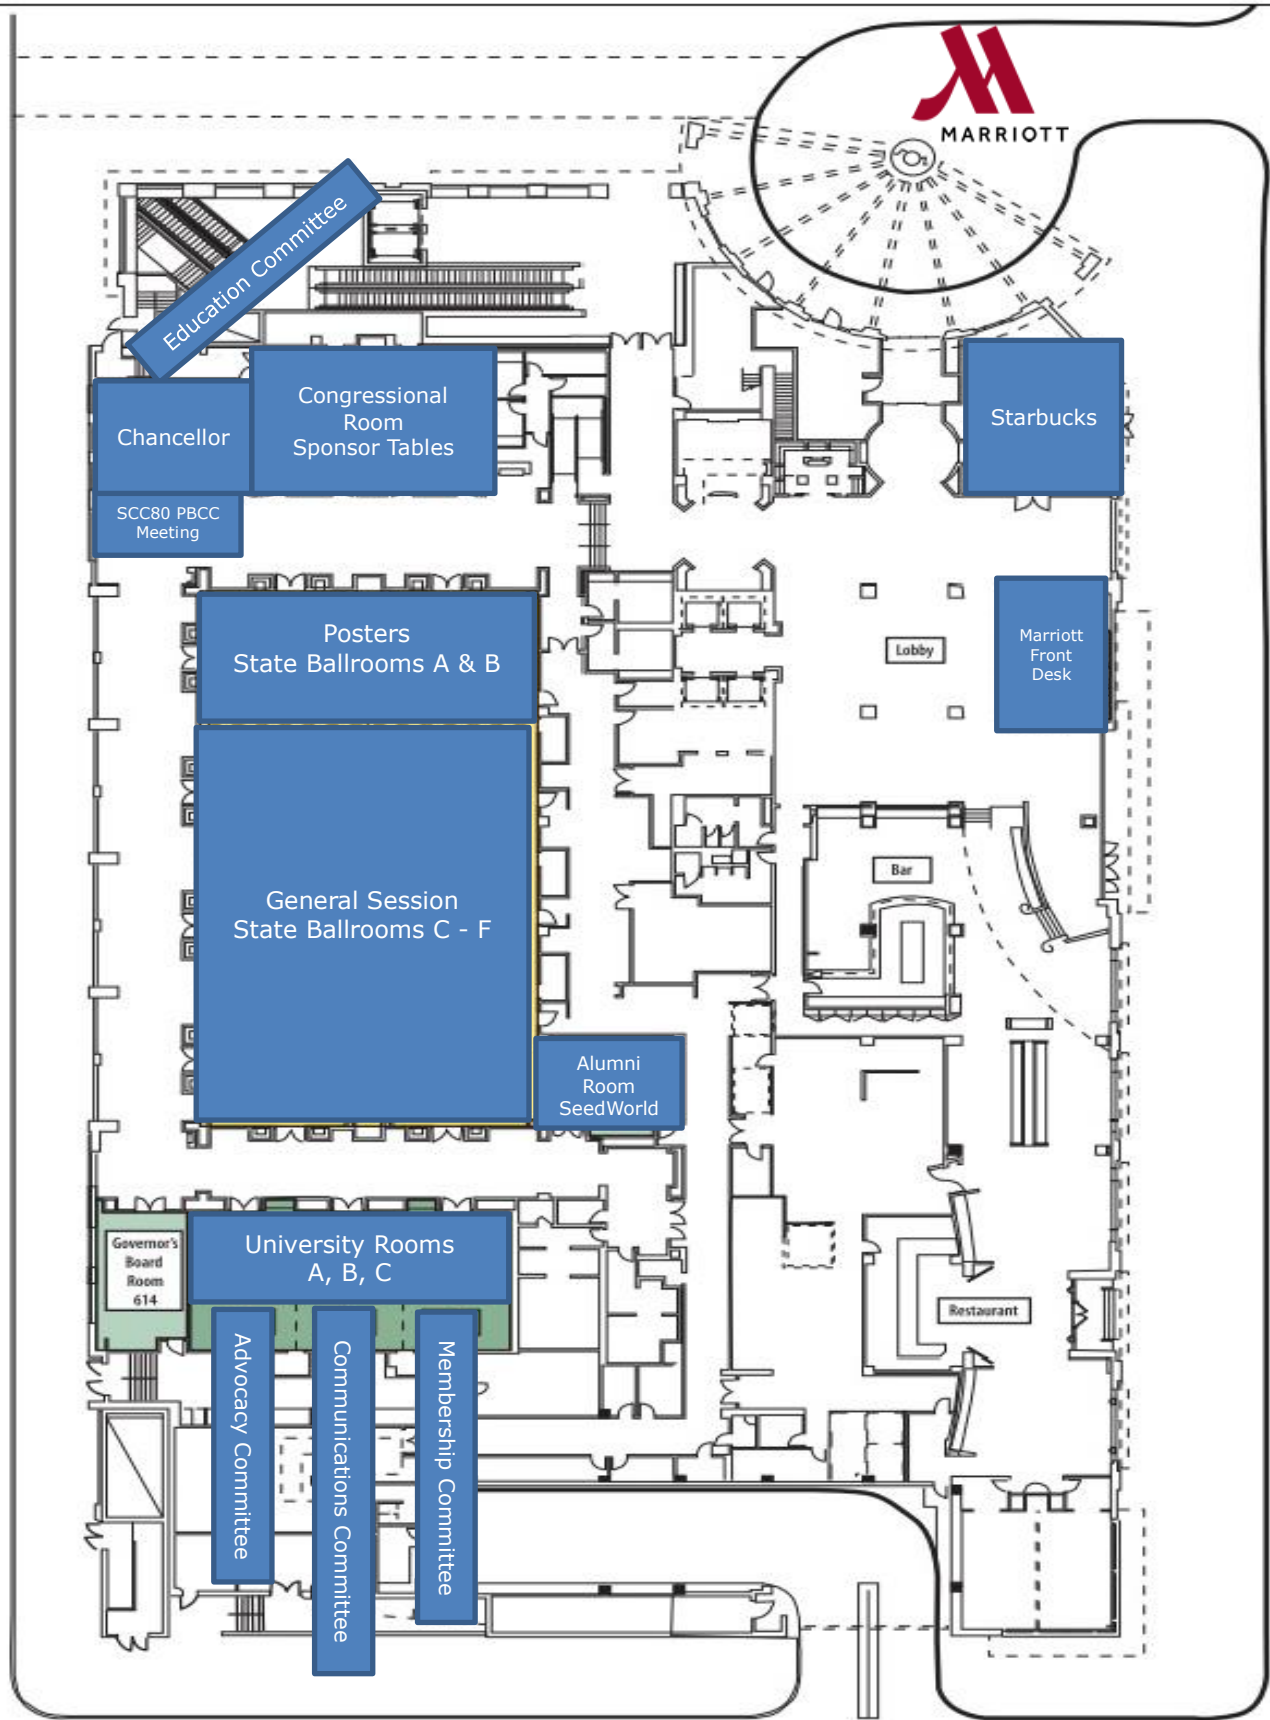 MARRIOTT
Education Committee
Congressional
Room
Sponsor Tables
Chancellor
Starbucks
SCC80 PBCC
Meeting
Posters
State Ballrooms A & B
Lobby
Marriott
Front
Desk
Bar
General Session
State Ballrooms C - F
Alumni
Room
SeedWorld
Governor's
Board
Room
614
University Rooms
A, B, C
Restaurant
Advocacy Committee
Communications Committee
Membership Committee